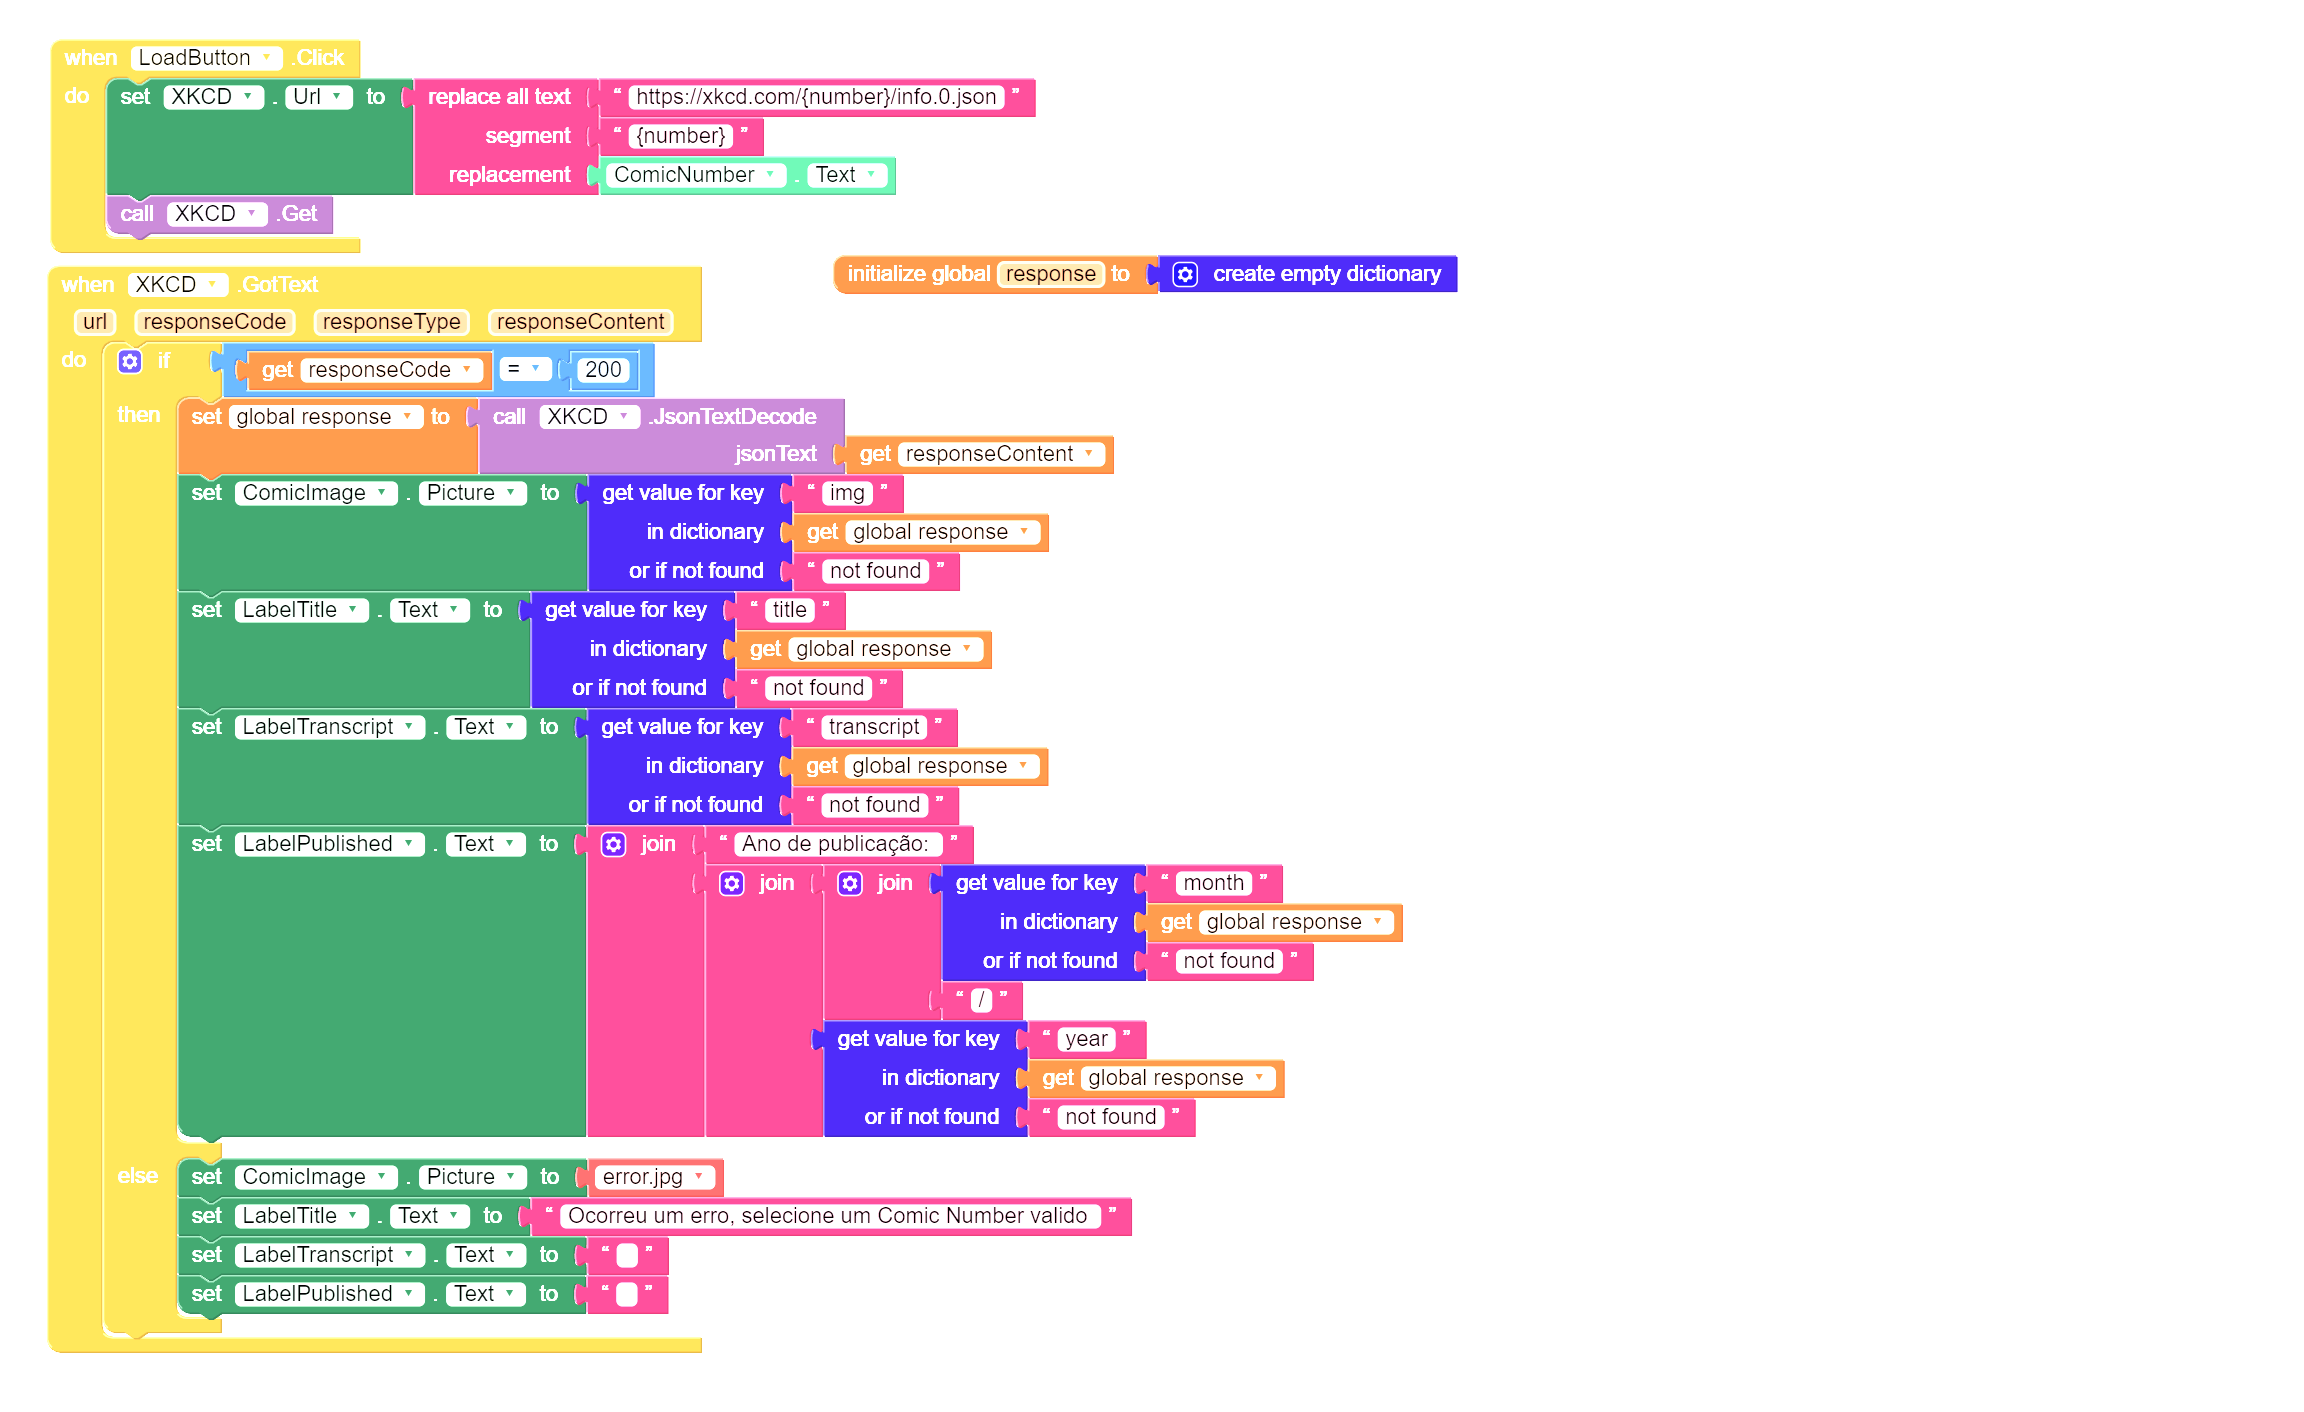 when LoadButton .Click
do set XKCD . Url to replace all text “ https://xkcd.com/{number}/info.0.json ”
segment “ {number} ”
replacement ComicNumber . Text
call XKCD .Get
initialize global response to create empty dictionary
when XKCD .GotText
url responseCode responseType responseContent
do if get responseCode = 200
then set global response to call XKCD .JsonTextDecode
jsonText get responseContent
set ComicImage . Picture to get value for key “ img ”
in dictionary get global response
or if not found “ not found ”
set LabelTitle . Text to get value for key “ title ”
in dictionary get global response
or if not found “ not found ”
set LabelTranscript . Text to get value for key “ transcript ”
in dictionary get global response
or if not found “ not found ”
set LabelPublished . Text to join “ Ano de publicação: ”
join join get value for key “ month ”
in dictionary get global response
or if not found “ not found ”
“ / ”
get value for key “ year ”
in dictionary get global response
or if not found “ not found ”
else set ComicImage . Picture to error.jpg
set LabelTitle . Text to “ Ocorreu um erro, selecione um Comic Number valido ”
set LabelTranscript . Text to “ ”
set LabelPublished . Text to “ ”